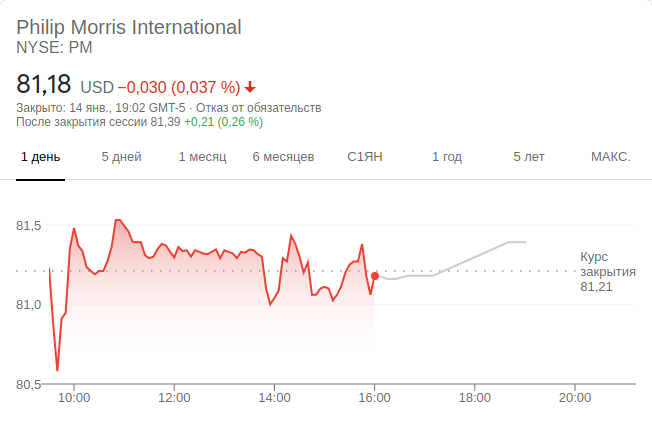 Philip Morris International
NYSE: PM
81,18 USD −0,030 (0,037 %)
Закрыто: 14 янв., 19:02 GMT-5 · Отказ от обязательств
После закрытия сессии 81,39 +0,21 (0,26 %)
1 день 5 дней 1 месяц 6 месяцев С1ЯН 1 год 5 лет МАКС.
81,5
Курс
закрытия
81,21
81,0
80,5
10:00 12:00 14:00 16:00 18:00 20:00